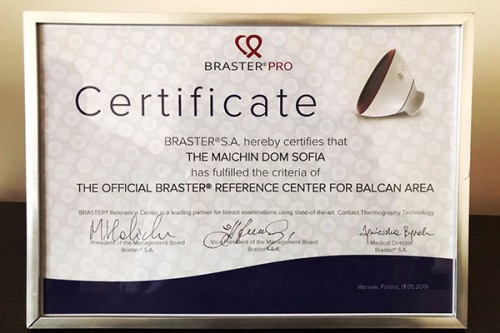 BRASTER® PRO
Certificate
BRASTER® S.A. hereby certifies that
THE MAICHIN DOM SOFIA
has fulfilled the criteria of
THE OFFICIAL BRASTER® REFERENCE CENTER FOR BALCAN AREA
BRASTER® Reference Center is a leading partner for breast examinations using state-of-the-art Contact Thermography Technology
President of the Management Board
Braster® S.A.
Vice President of the Management Board
Braster® S.A.
Medical Director
Braster® S.A.
Warsaw, Poland, 17.05.2019